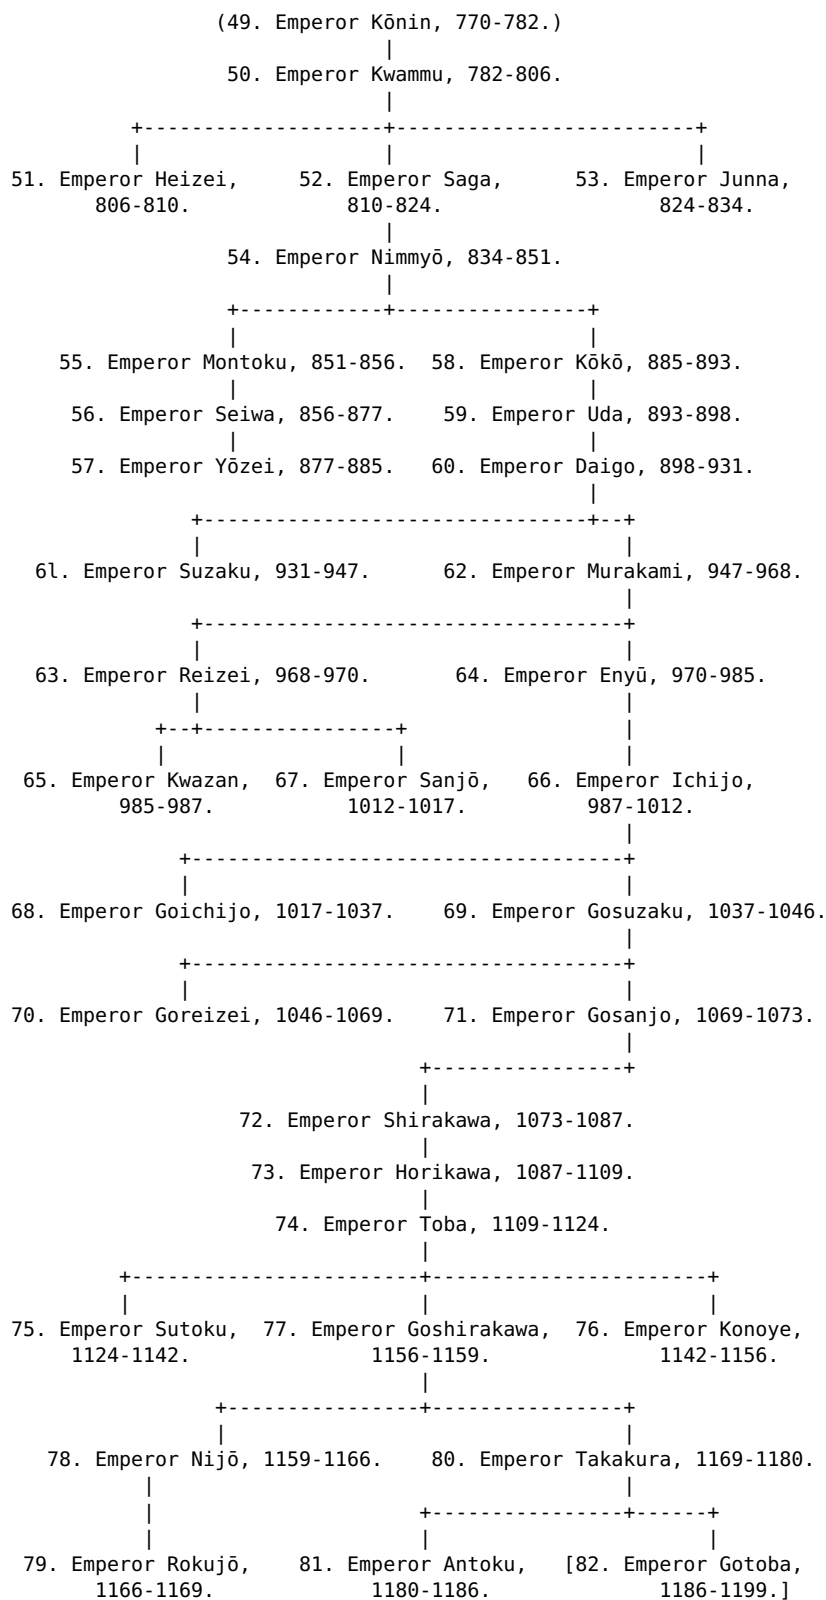 (49. Emperor Kōnin, 770-782.)
|
50. Emperor Kwammu, 782-806.
|
+--------------------+-------------------------+
| | |
51. Emperor Heizei, 52. Emperor Saga, 53. Emperor Junna,
806-810. 810-824. 824-834.
|
54. Emperor Nimmyō, 834-851.
|
+------------+----------------+
| |
55. Emperor Montoku, 851-856. 58. Emperor Kōkō, 885-893.
| |
56. Emperor Seiwa, 856-877. 59. Emperor Uda, 893-898.
| |
57. Emperor Yōzei, 877-885. 60. Emperor Daigo, 898-931.
|
+--------------------------------+--+
| |
6l. Emperor Suzaku, 931-947. 62. Emperor Murakami, 947-968.
|
+-----------------------------------+
| |
63. Emperor Reizei, 968-970. 64. Emperor Enyū, 970-985.
| |
+--+----------------+ |
| | |
65. Emperor Kwazan, 67. Emperor Sanjō, 66. Emperor Ichijo,
985-987. 1012-1017. 987-1012.
|
+------------------------------------+
| |
68. Emperor Goichijo, 1017-1037. 69. Emperor Gosuzaku, 1037-1046.
|
+------------------------------------+
| |
70. Emperor Goreizei, 1046-1069. 71. Emperor Gosanjo, 1069-1073.
|
+----------------+
|
72. Emperor Shirakawa, 1073-1087.
|
73. Emperor Horikawa, 1087-1109.
|
74. Emperor Toba, 1109-1124.
|
+------------------------+-----------------------+
| | |
75. Emperor Sutoku, 77. Emperor Goshirakawa, 76. Emperor Konoye,
1124-1142. 1156-1159. 1142-1156.
|
+----------------+----------------+
| |
78. Emperor Nijō, 1159-1166. 80. Emperor Takakura, 1169-1180.
| |
| +----------------+------+
| | |
79. Emperor Rokujō, 81. Emperor Antoku, [82. Emperor Gotoba,
1166-1169. 1180-1186. 1186-1199.]